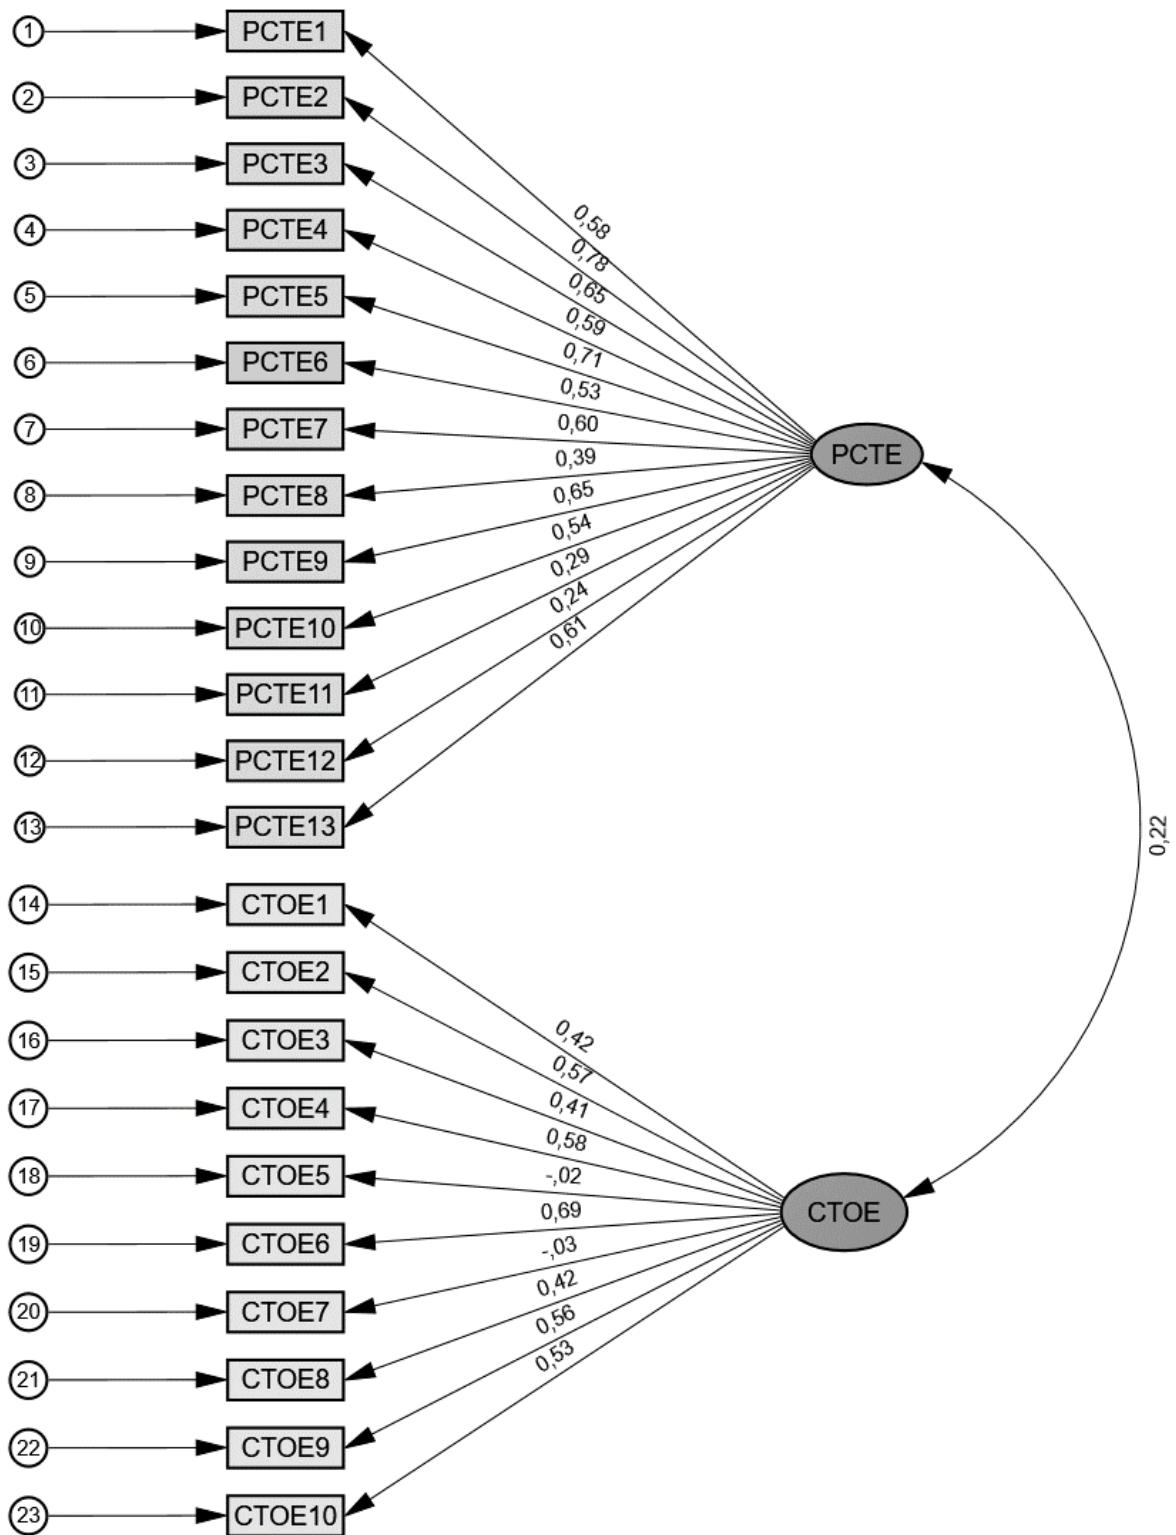 1 PCTE1
2 PCTE2
3 PCTE3
4 PCTE4
5 PCTE5
6 PCTE6
7 PCTE7
8 PCTE8
9 PCTE9
10 PCTE10
11 PCTE11
12 PCTE12
13 PCTE13
0,58
0,78
0,65
0,59
0,71
0,53
0,60
0,39
0,65
0,54
0,29
0,24
0,61
PCTE
0,22
14 CTOE1
15 CTOE2
16 CTOE3
17 CTOE4
18 CTOE5
19 CTOE6
20 CTOE7
21 CTOE8
22 CTOE9
23 CTOE10
0,42
0,57
0,41
0,58
-,02
0,69
-,03
0,42
0,56
0,53
CTOE